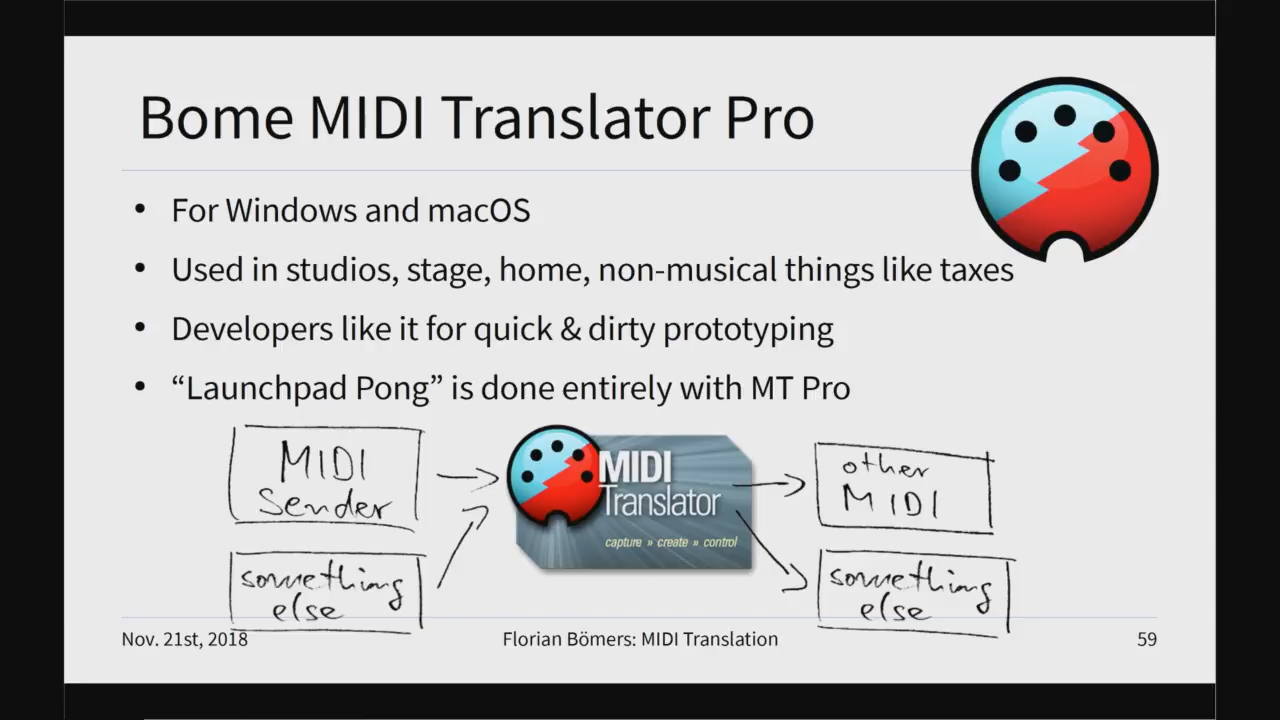 Bome MIDI Translator Pro
• For Windows and macOS
• Used in studios, stage, home, non-musical things like taxes
• Developers like it for quick & dirty prototyping
• “Launchpad Pong” is done entirely with MT Pro
MIDI
Sender
something
else
MIDI
Translator
capture » create » control
other
MIDI
something
else
Nov. 21st, 2018
Florian Bömers: MIDI Translation
59